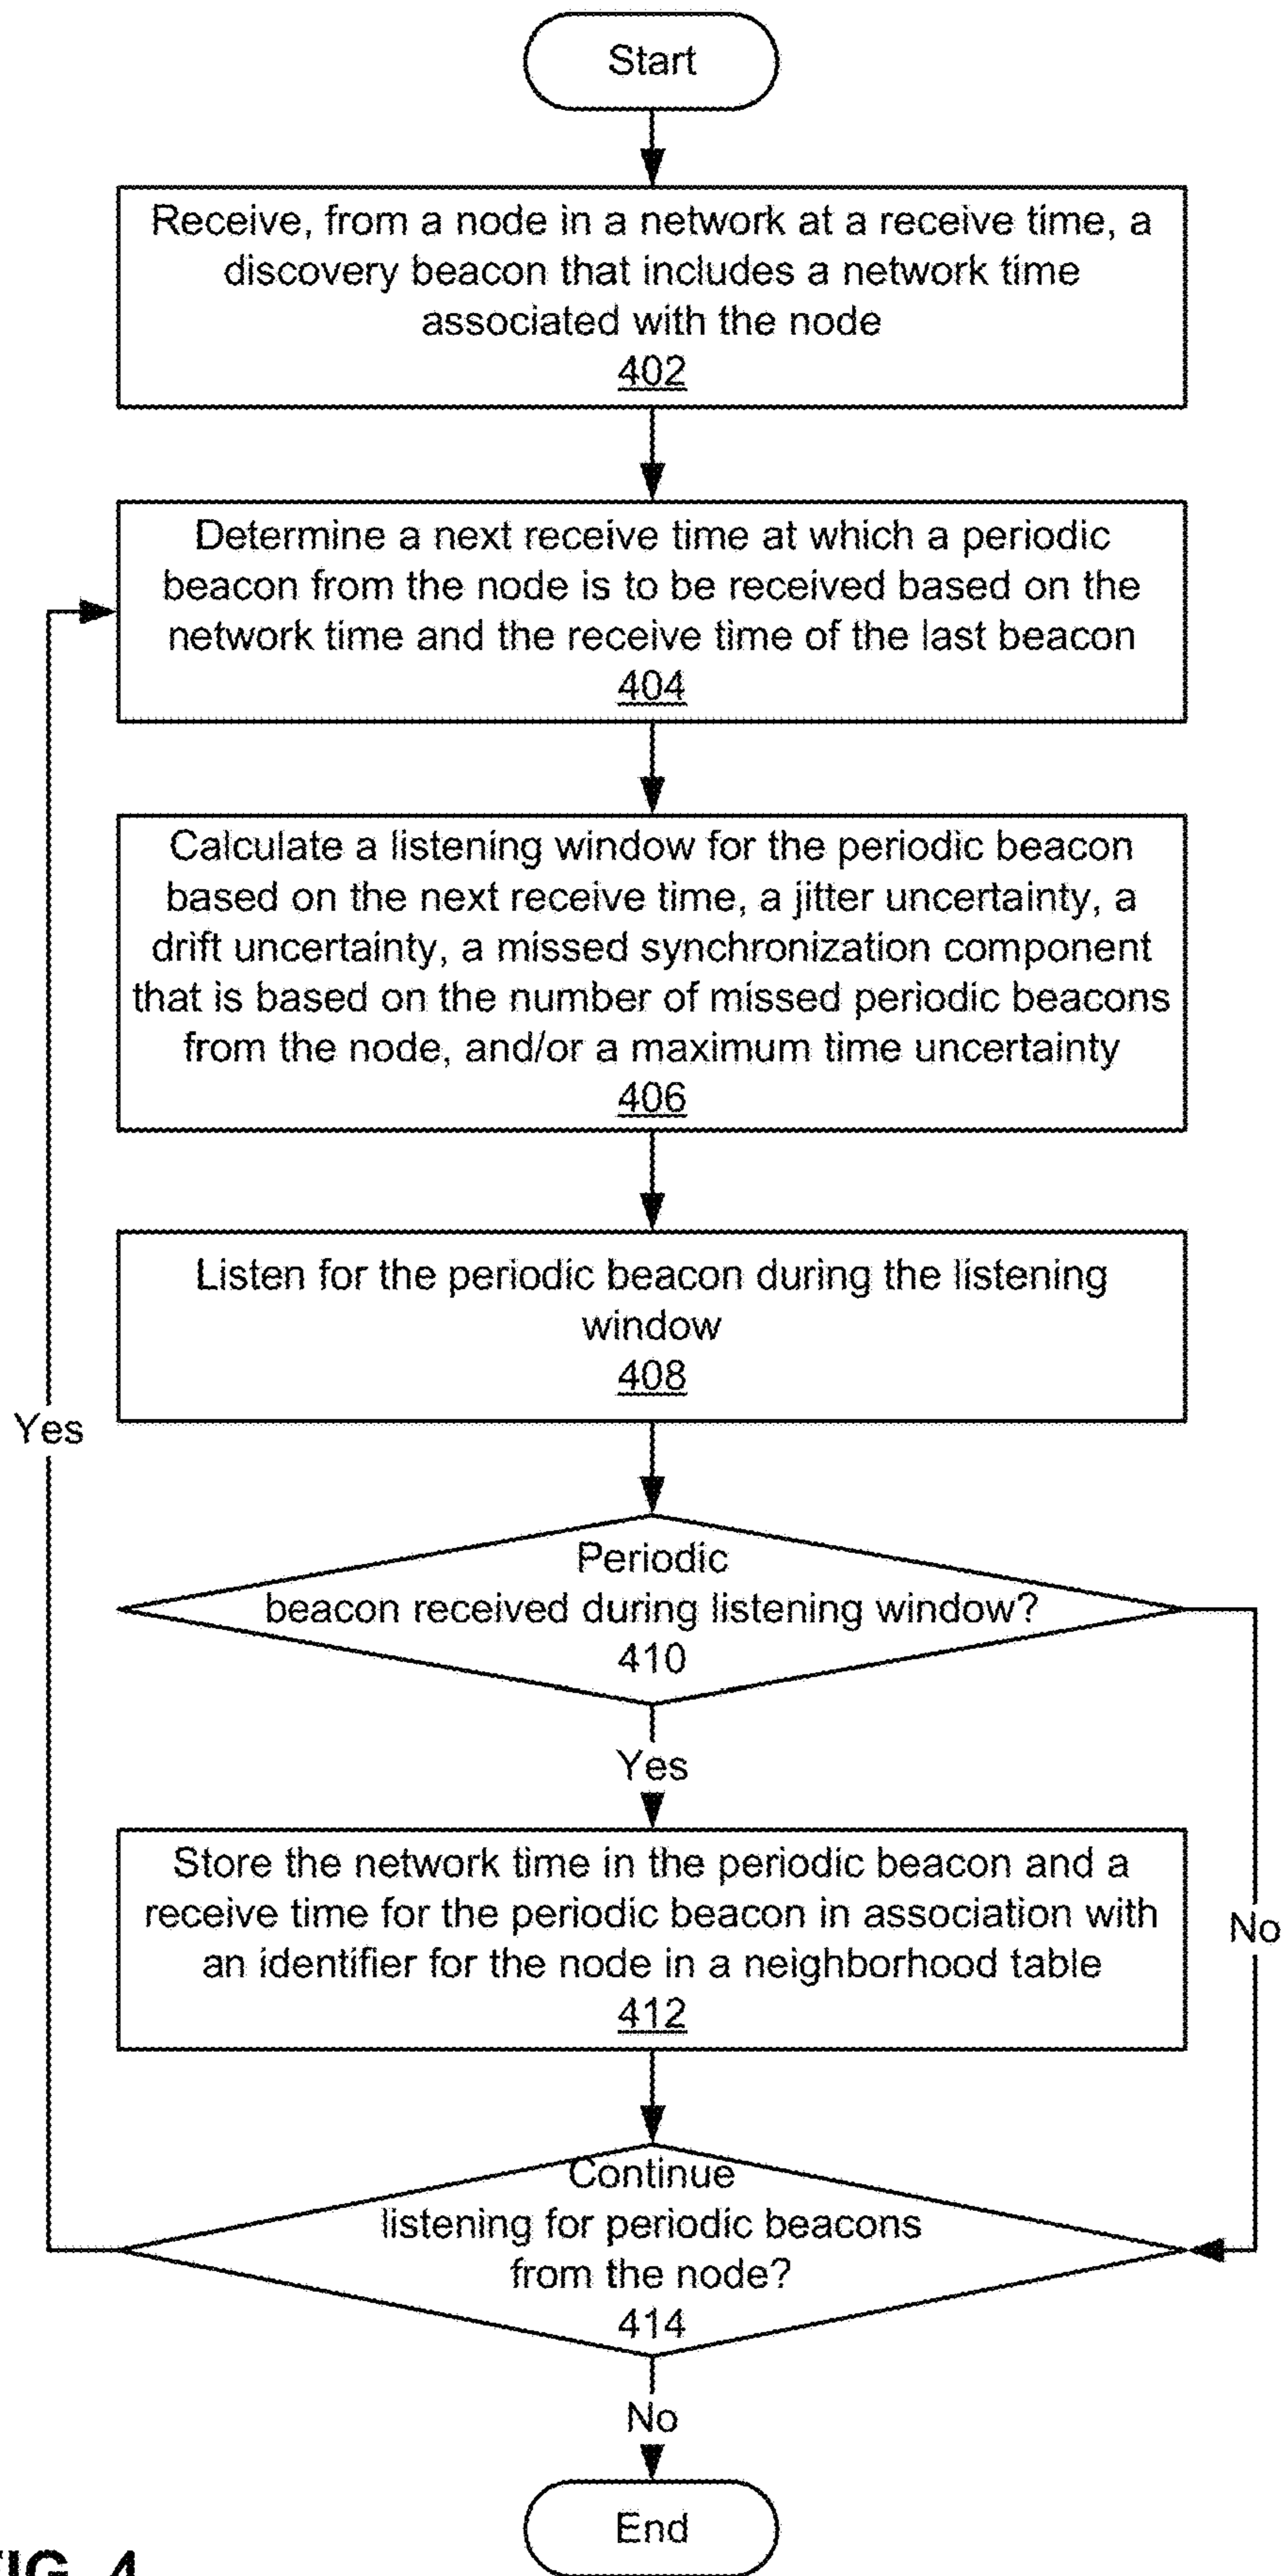 Start
Receive, from a node in a network at a receive time, a
discovery beacon that includes a network time
associated with the node
402
Determine a next receive time at which a periodic
beacon from the node is to be received based on the
network time and the receive time of the last beacon
404
Calculate a listening window for the periodic beacon
based on the next receive time, a jitter uncertainty, a
drift uncertainty, a missed synchronization component
that is based on the number of missed periodic beacons
from the node, and/or a maximum time uncertainty
406
Listen for the periodic beacon during the listening
window
408
Yes
Periodic
beacon received during listening window?
410
Yes
Store the network time in the periodic beacon and a
receive time for the periodic beacon in association with
an identifier for the node in a neighborhood table
412
No
Continue
listening for periodic beacons
from the node?
414
No
End
FIG. 4